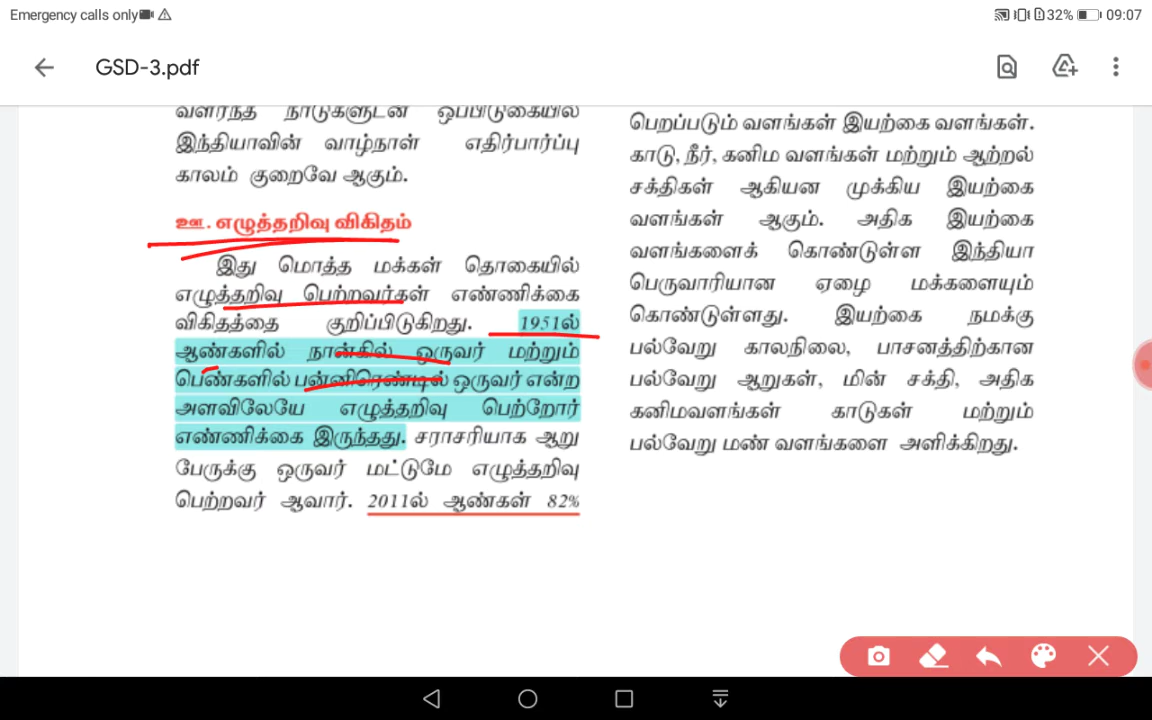 Emergency calls only
32% 09:07
GSD-3.pdf
வளர்ந்த நாடுகளுடன் ஒப்பிடுகையில்
இந்தியாவின் வாழ்நாள் எதிர்பார்ப்பு
காலம் குறைவே ஆகும்.
ஊ. எழுத்தறிவு விகிதம்
இது மொத்த மக்கள் தொகையில்
எழுத்தறிவு பெற்றவர்கள் எண்ணிக்கை
விகிதத்தை குறிப்பிடுகிறது. 1951ல்
ஆண்களில் நான்கில் ஒருவர் மற்றும்
பெண்களில் பன்னிரெண்டில் ஒருவர் என்ற
அளவிலேயே எழுத்தறிவு பெற்றோர்
எண்ணிக்கை இருந்தது. சராசரியாக ஆறு
பேருக்கு ஒருவர் மட்டுமே எழுத்தறிவு
பெற்றவர் ஆவார். 2011ல் ஆண்கள் 82%
பெறப்படும் வளங்கள் இயற்கை வளங்கள்.
காடு, நீர், கனிம வளங்கள் மற்றும் ஆற்றல்
சக்திகள் ஆகியன முக்கிய இயற்கை
வளங்கள் ஆகும். அதிக இயற்கை
வளங்களைக் கொண்டுள்ள இந்தியா
பெருவாரியான ஏழை மக்களையும்
கொண்டுள்ளது. இயற்கை நமக்கு
பல்வேறு காலநிலை, பாசனத்திற்கான
பல்வேறு ஆறுகள், மின் சக்தி, அதிக
கனிமவளங்கள் காடுகள் மற்றும்
பல்வேறு மண் வளங்களை அளிக்கிறது.